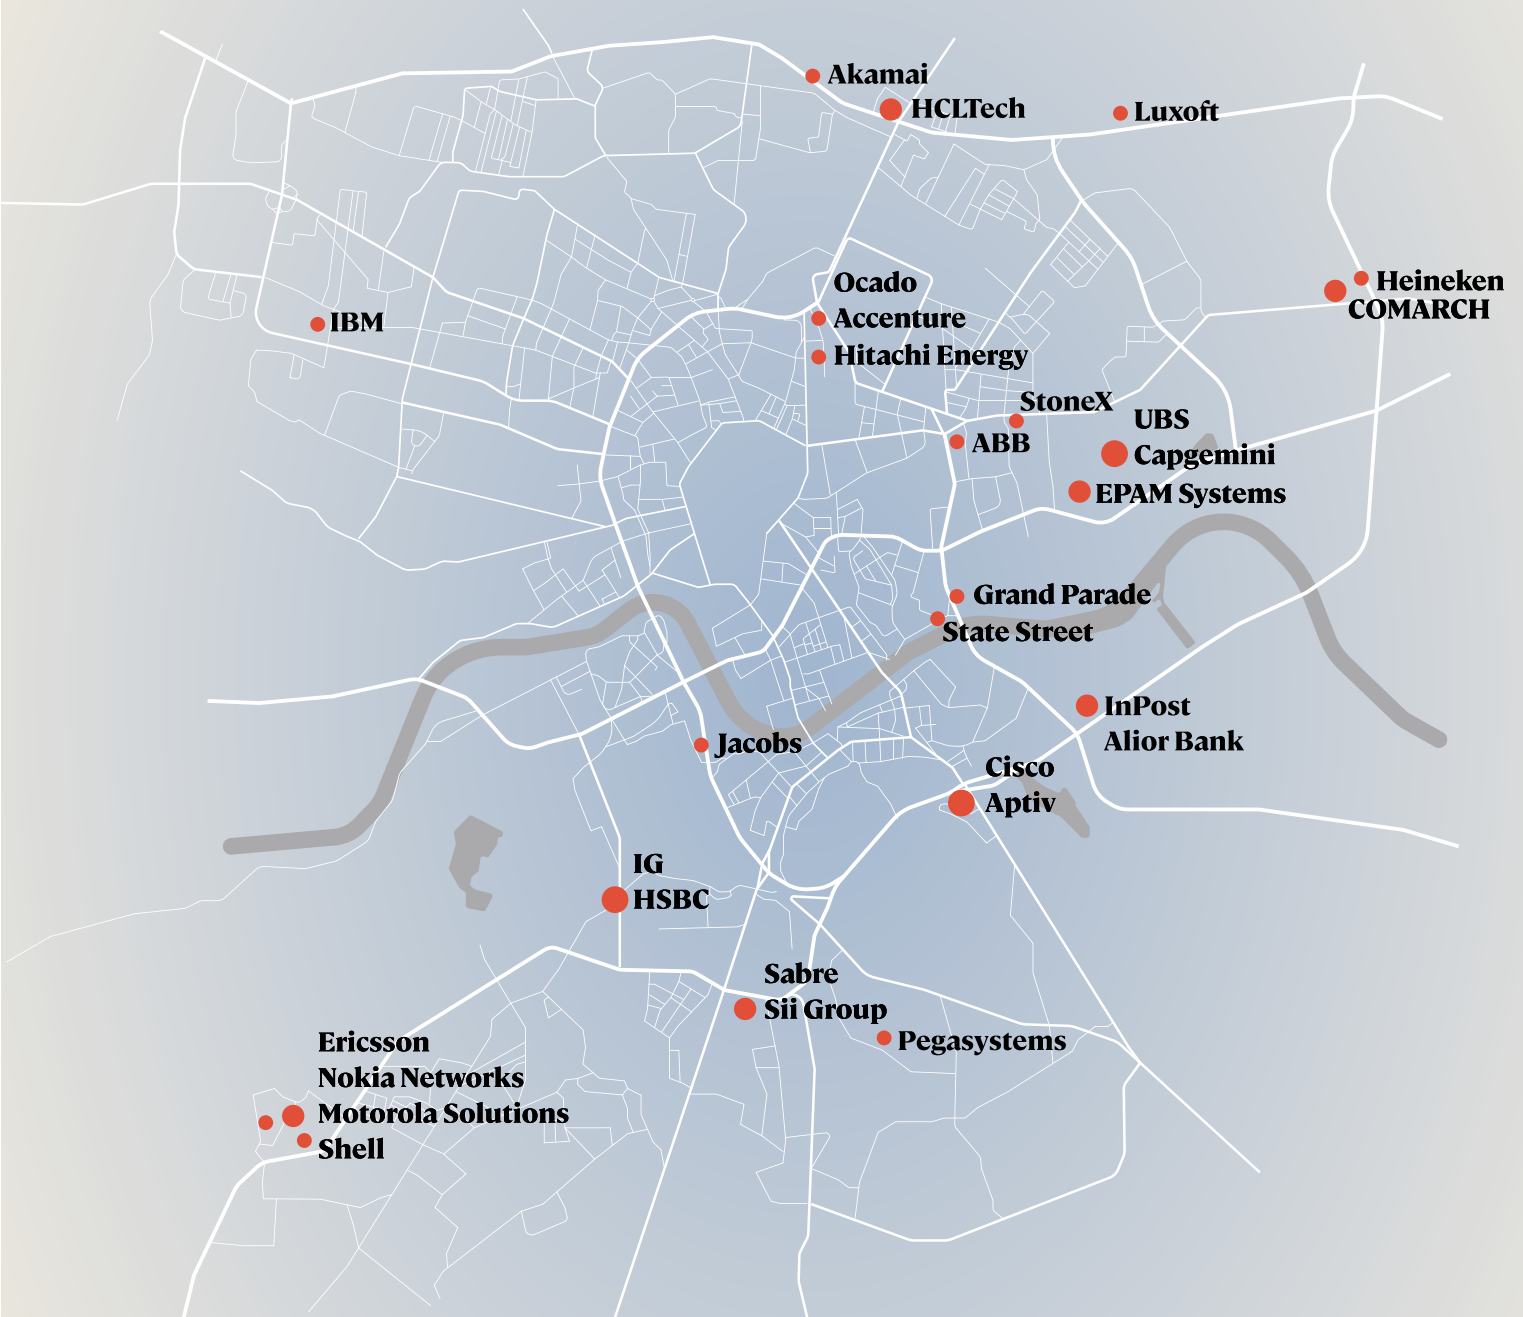 Akamai
HCLTech
Luxoft
Heineken
COMARCH
Ocado
Accenture
Hitachi Energy
IBM
StoneX
UBS
ABB
Capgemini
EPAM Systems
Grand Parade
State Street
InPost
Alior Bank
Jacobs
Cisco
Aptiv
IG
HSBC
Sabre
Sii Group
Pegasystems
Ericsson
Nokia Networks
Motorola Solutions
Shell